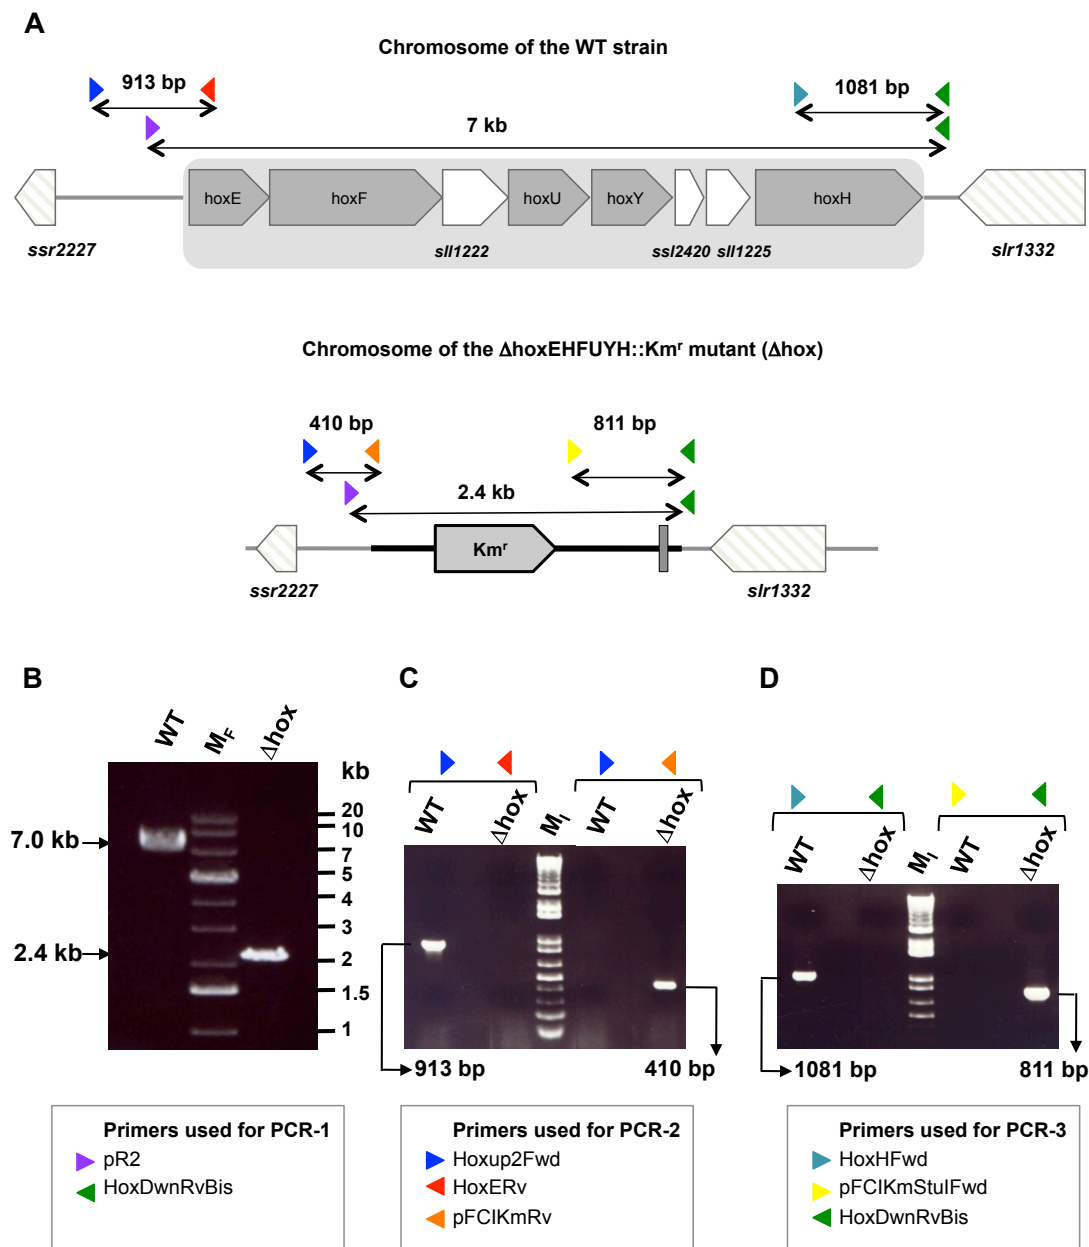 A
Chromosome of the WT strain
913 bp
1081 bp
7 kb
hoxE
hoxF
hoxU
hoxY
hoxH
ssr2227
sll1222
ssl2420
sll1225
slr1332
Chromosome of the ΔhoxEHFUYH::Kmʳ mutant (Δhox)
410 bp
811 bp
2.4 kb
Kmʳ
ssr2227
slr1332
B
WT
M_F
Δhox
kb
20
10
7
5
4
3
2
1.5
1
7.0 kb
2.4 kb
C
WT
Δhox
M_I
WT
Δhox
913 bp
410 bp
D
WT
Δhox
M_I
WT
Δhox
1081 bp
811 bp
Primers used for PCR-1
pR2
HoxDwnRvBis
Primers used for PCR-2
Hoxup2Fwd
HoxERv
pFCIKmRv
Primers used for PCR-3
HoxHFwd
pFCIKmStuIFwd
HoxDwnRvBis